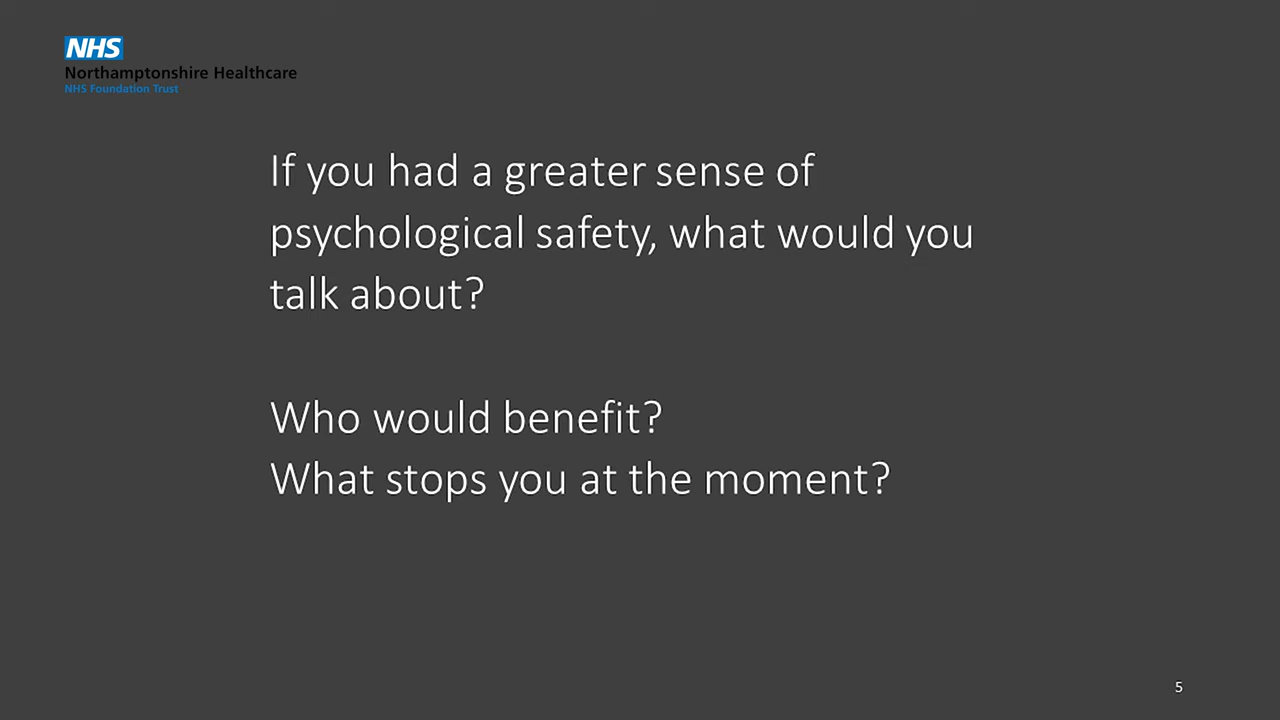 NHS
Northamptonshire Healthcare
NHS Foundation Trust
If you had a greater sense of
psychological safety, what would you
talk about?
Who would benefit?
What stops you at the moment?
5